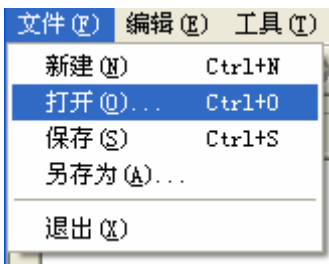 文件(F) 编辑(E) 工具(T)
新建(N) Ctrl+N
打开(O)... Ctrl+O
保存(S) Ctrl+S
另存为(A)...
退出(X)